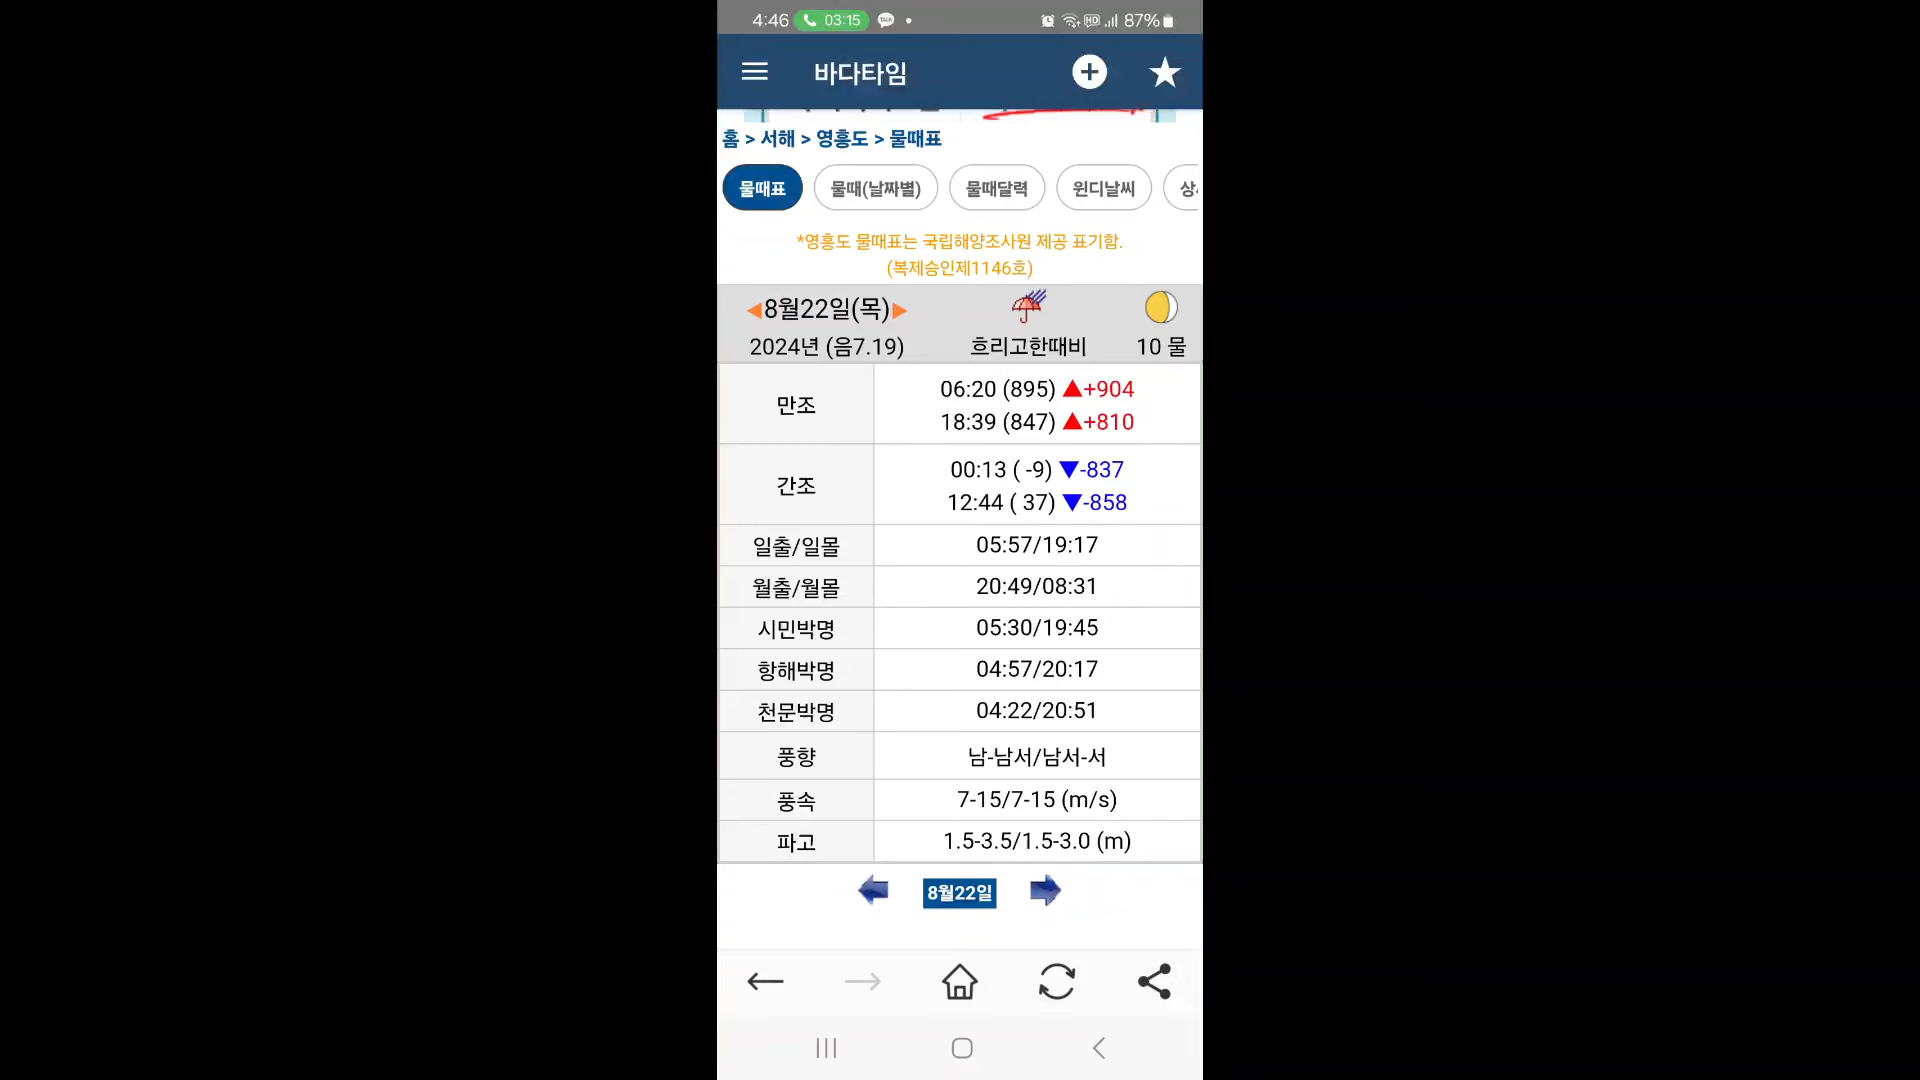 4:46 03:15 TALK HD 87%
바다타임
홈 > 서해 > 영흥도 > 물때표
물때표 물때(날짜별) 물때달력 윈디날씨
*영흥도 물때표는 국립해양조사원 제공 표기함.
(복제승인제1146호)
◀8월22일(목)▶
2024년 (음7.19) 흐리고한때비 10 물
만조 06:20 (895) ▲+904
18:39 (847) ▲+810
간조 00:13 ( -9) ▼-837
12:44 ( 37) ▼-858
일출/일몰 05:57/19:17
월출/월몰 20:49/08:31
시민박명 05:30/19:45
항해박명 04:57/20:17
천문박명 04:22/20:51
풍향 남-남서/남서-서
풍속 7-15/7-15 (m/s)
파고 1.5-3.5/1.5-3.0 (m)
8월22일